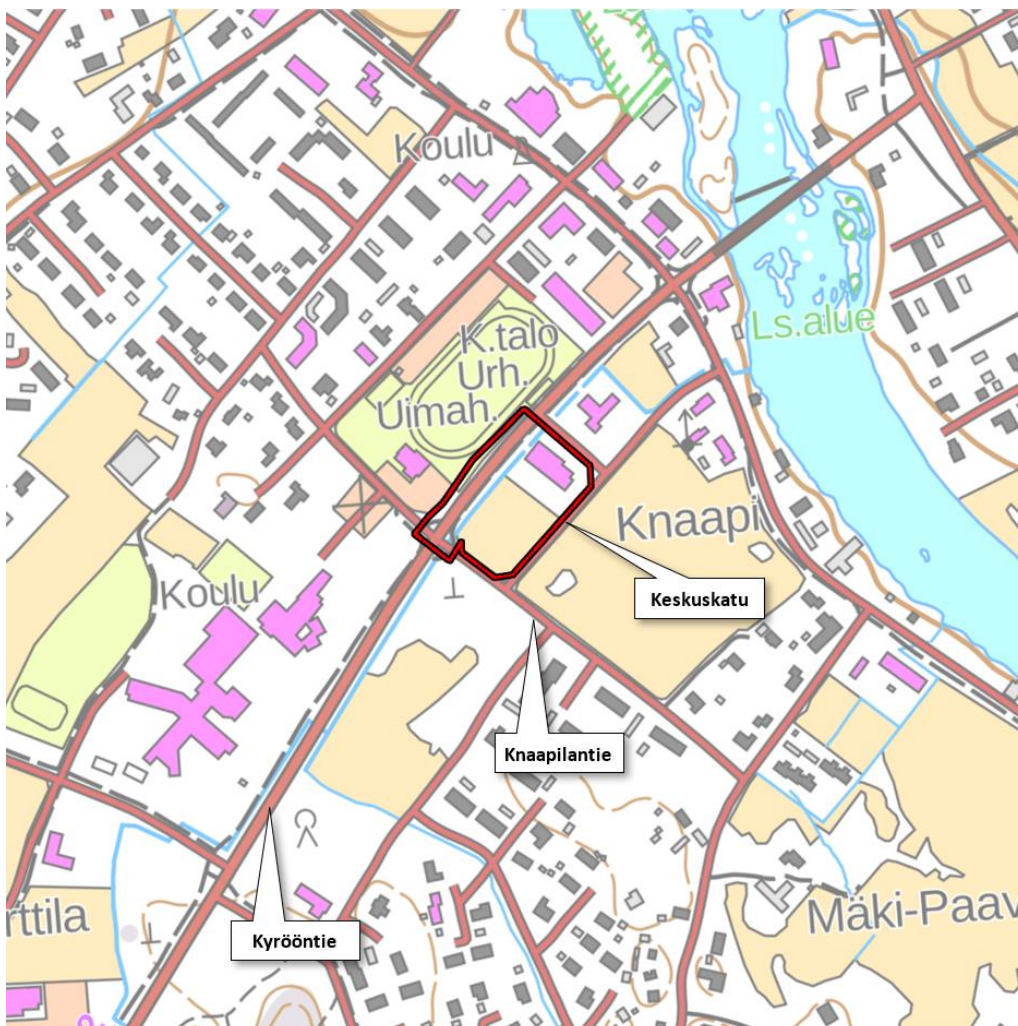 Koulu
Ls.alue
K.talo
Urh.
Uimah.
Knaapi
Keskuskatu
Koulu
Knaapilantie
Kyrööntie
rttila
Mäki-Paav